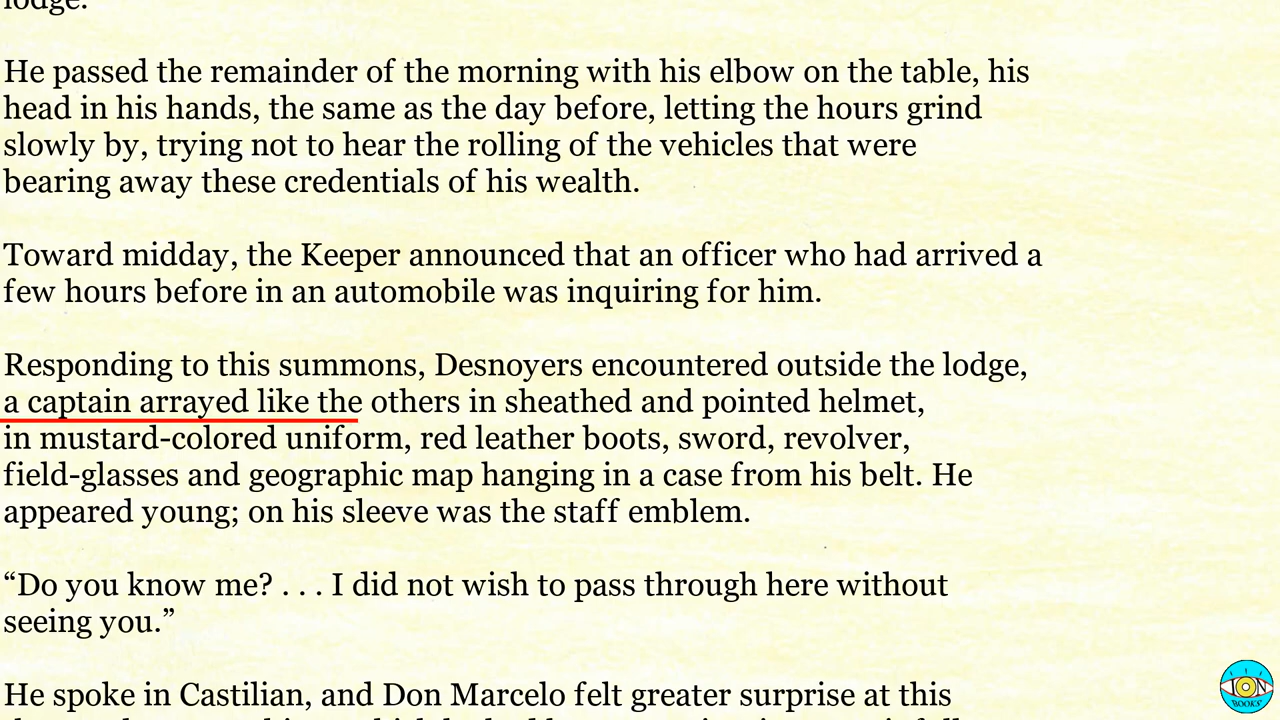 lodge.
He passed the remainder of the morning with his elbow on the table, his
head in his hands, the same as the day before, letting the hours grind
slowly by, trying not to hear the rolling of the vehicles that were
bearing away these credentials of his wealth.
Toward midday, the Keeper announced that an officer who had arrived a
few hours before in an automobile was inquiring for him.
Responding to this summons, Desnoyers encountered outside the lodge,
a captain arrayed like the others in sheathed and pointed helmet,
in mustard-colored uniform, red leather boots, sword, revolver,
field-glasses and geographic map hanging in a case from his belt. He
appeared young; on his sleeve was the staff emblem.
“Do you know me? . . . I did not wish to pass through here without
seeing you.”
He spoke in Castilian, and Don Marcelo felt greater surprise at this
ION
BOOKS